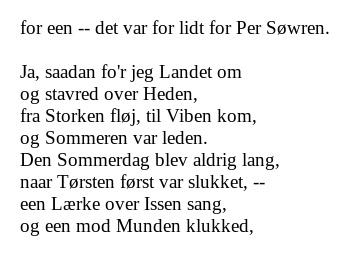 for een -- det var for lidt for Per Søwren.

Ja, saadan fo'r jeg Landet om
og stavred over Heden,
fra Storken fløj, til Viben kom,
og Sommeren var leden.
Den Sommerdag blev aldrig lang,
naar Tørsten først var slukket, --
een Lærke over Issen sang,
og een mod Munden klukked,